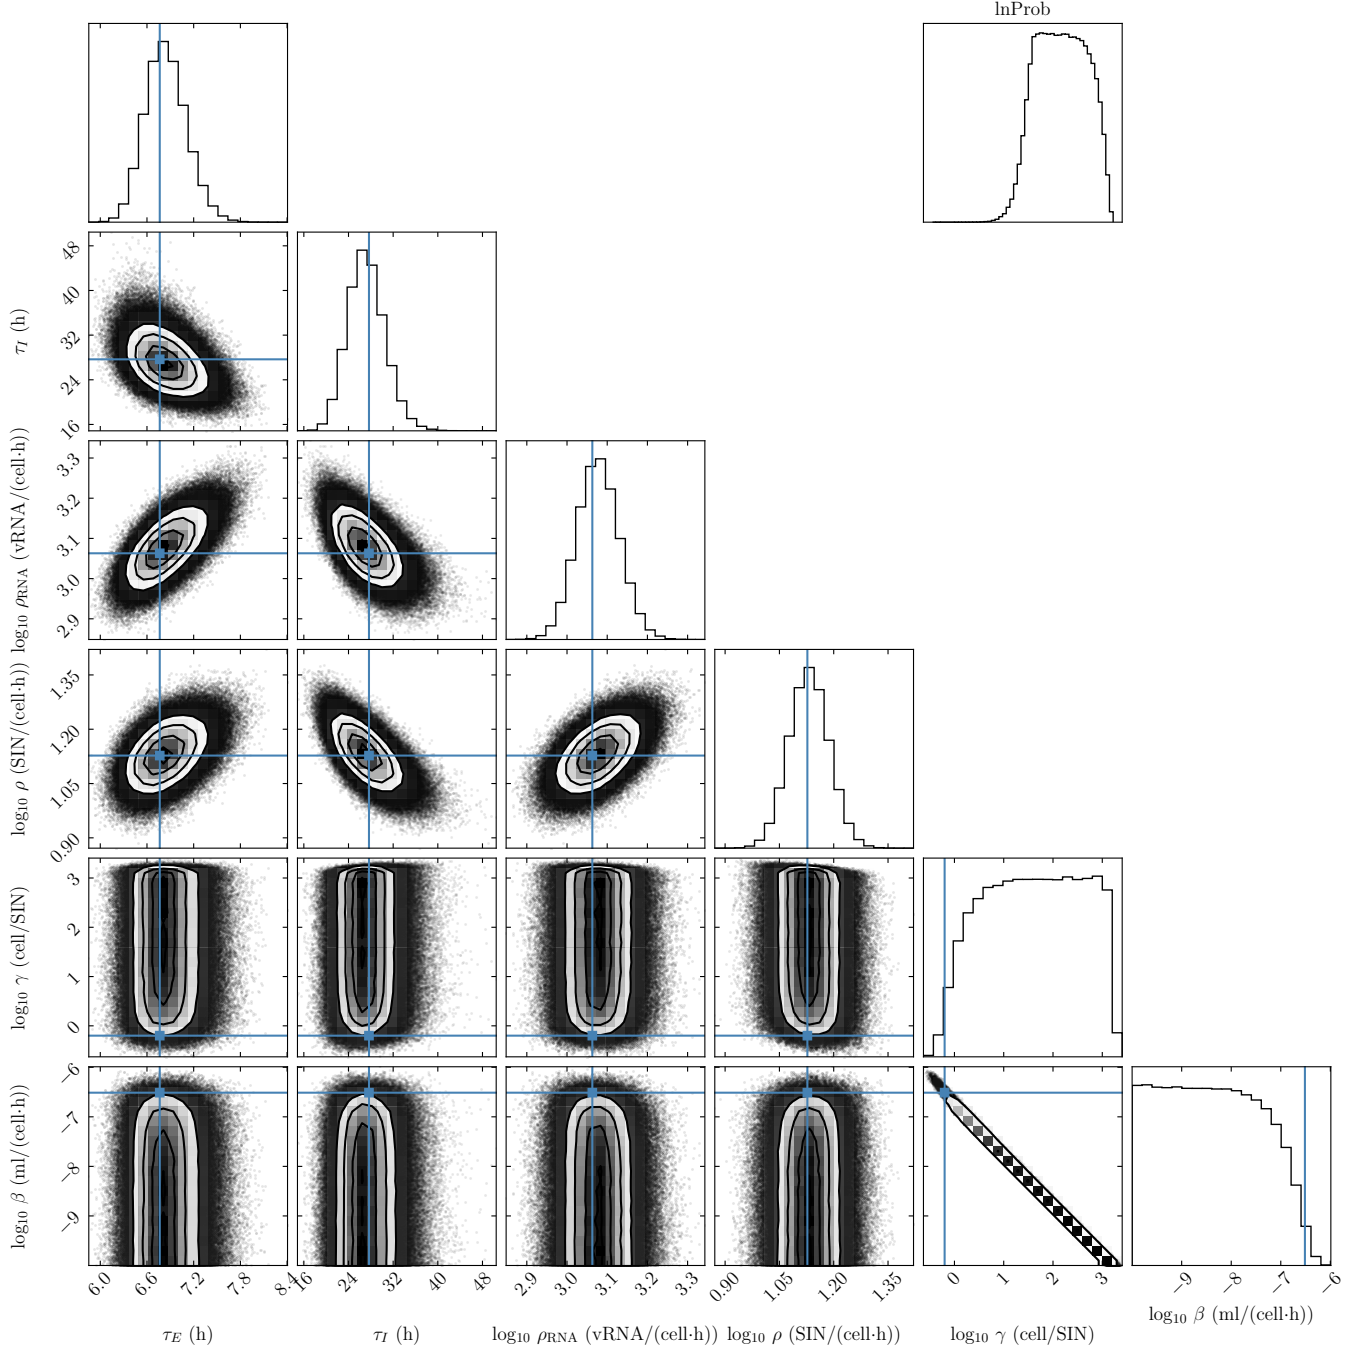 lnProb
48
40
32
24
16
τ_I (h)
3.3
3.2
3.1
3.0
2.9
log₁₀ ρ_RNA (vRNA/(cell·h))
1.35
1.20
1.05
0.90
log₁₀ ρ (SIN/(cell·h))
3
2
1
0
log₁₀ γ (cell/SIN)
−6
−7
−8
−9
log₁₀ β (ml/(cell·h))
6.0 6.6 7.2 7.8 8.4
16 24 32 40 48
2.9 3.0 3.1 3.2 3.3
0.90 1.05 1.20 1.35
0 1 2 3
−9 −8 −7 −6
log₁₀ β (ml/(cell·h))
τ_E (h) τ_I (h) log₁₀ ρ_RNA (vRNA/(cell·h)) log₁₀ ρ (SIN/(cell·h)) log₁₀ γ (cell/SIN)